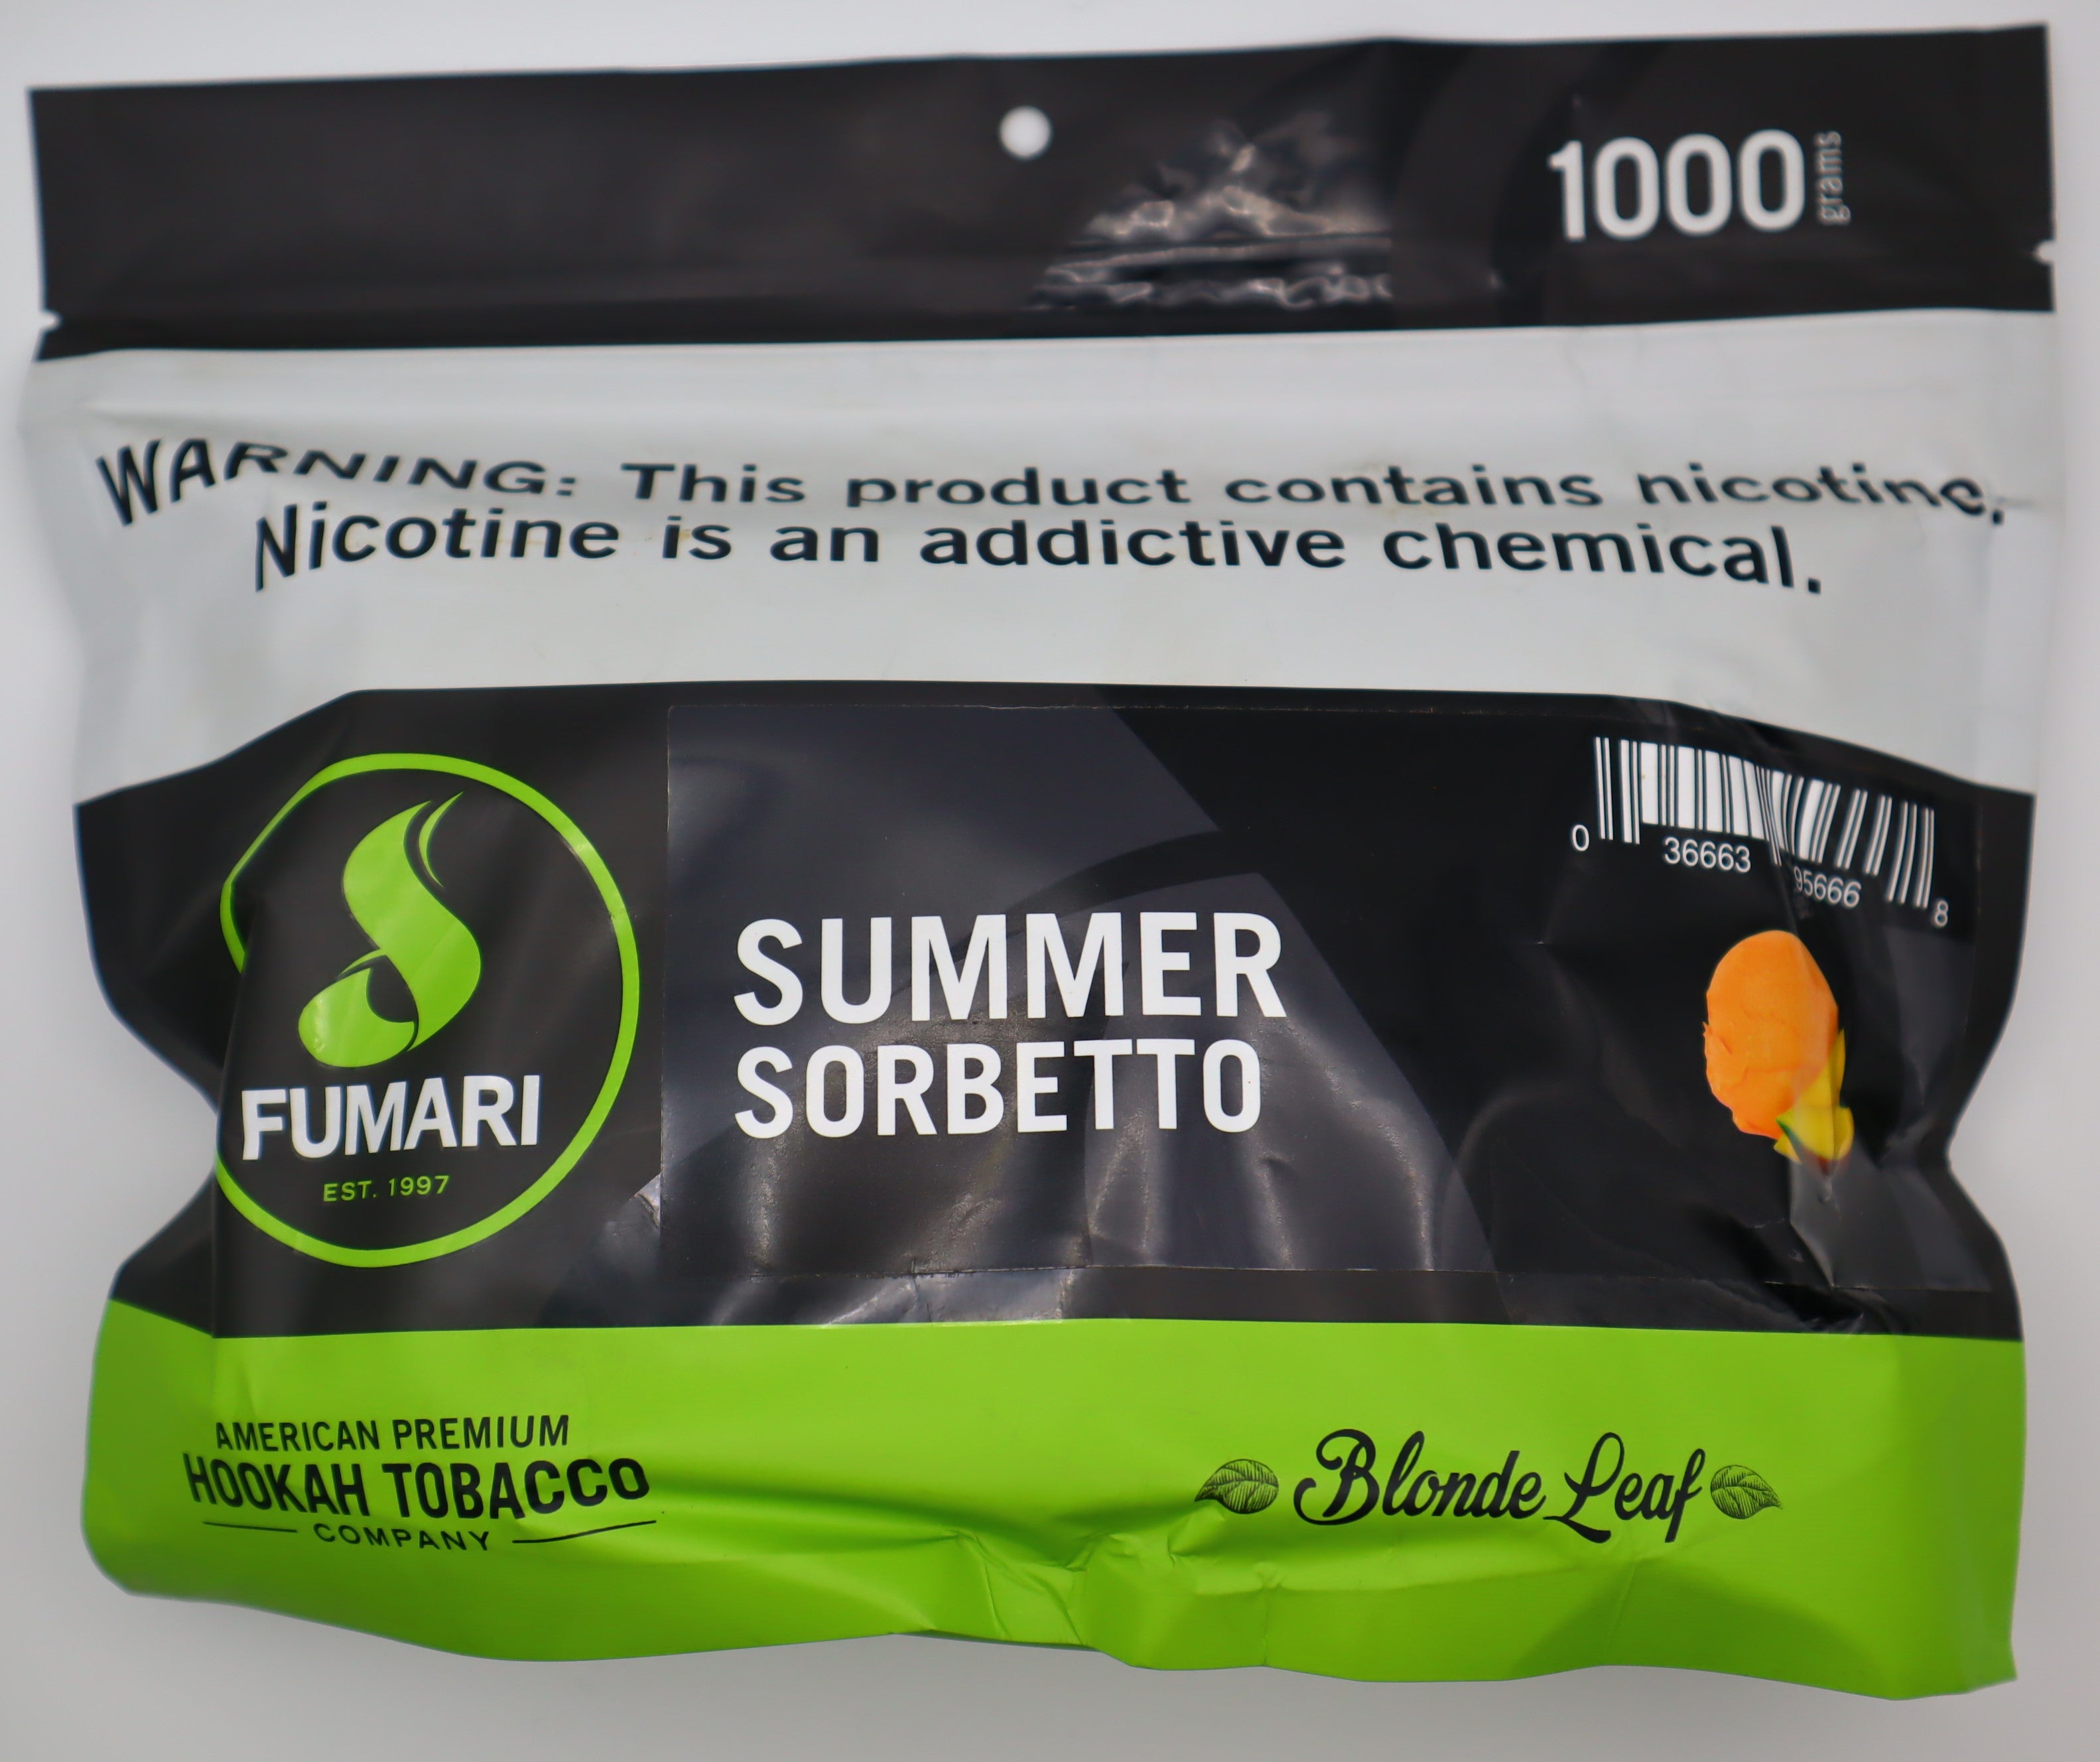 1000 grams
WARNING: This product contains nicotine.
Nicotine is an addictive chemical.
0 36663 95666 8
SUMMER
SORBETTO
FUMARI
EST. 1997
AMERICAN PREMIUM
HOOKAH TOBACCO
COMPANY
Blonde Leaf